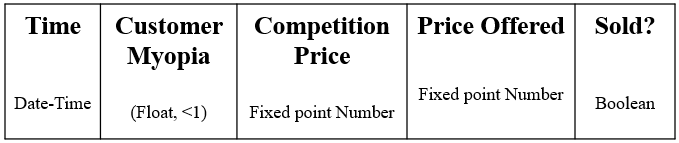 Time
Customer
Myopia
Competition
Price
Price Offered
Sold?
Date-Time
(Float, <1)
Fixed point Number
Fixed point Number
Boolean